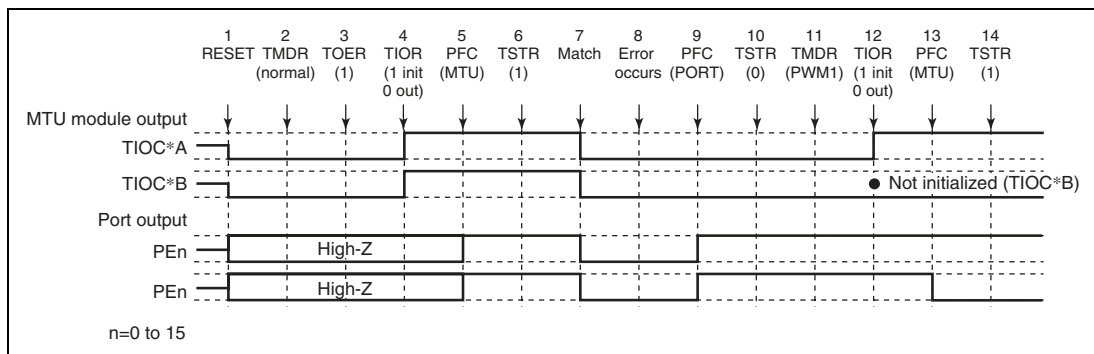 1 2 3 4 5 6 7 8 9 10 11 12 13 14
RESET TMDR TOER TIOR PFC TSTR Match Error PFC TSTR TMDR TIOR PFC TSTR
(normal) (1) (1 init (MTU) (1) occurs (PORT) (0) (PWM1) (1 init (MTU) (1)
0 out) 0 out)
MTU module output
TIOC*A
TIOC*B ● Not initialized (TIOC*B)
Port output
PEn High-Z
PEn High-Z
n=0 to 15